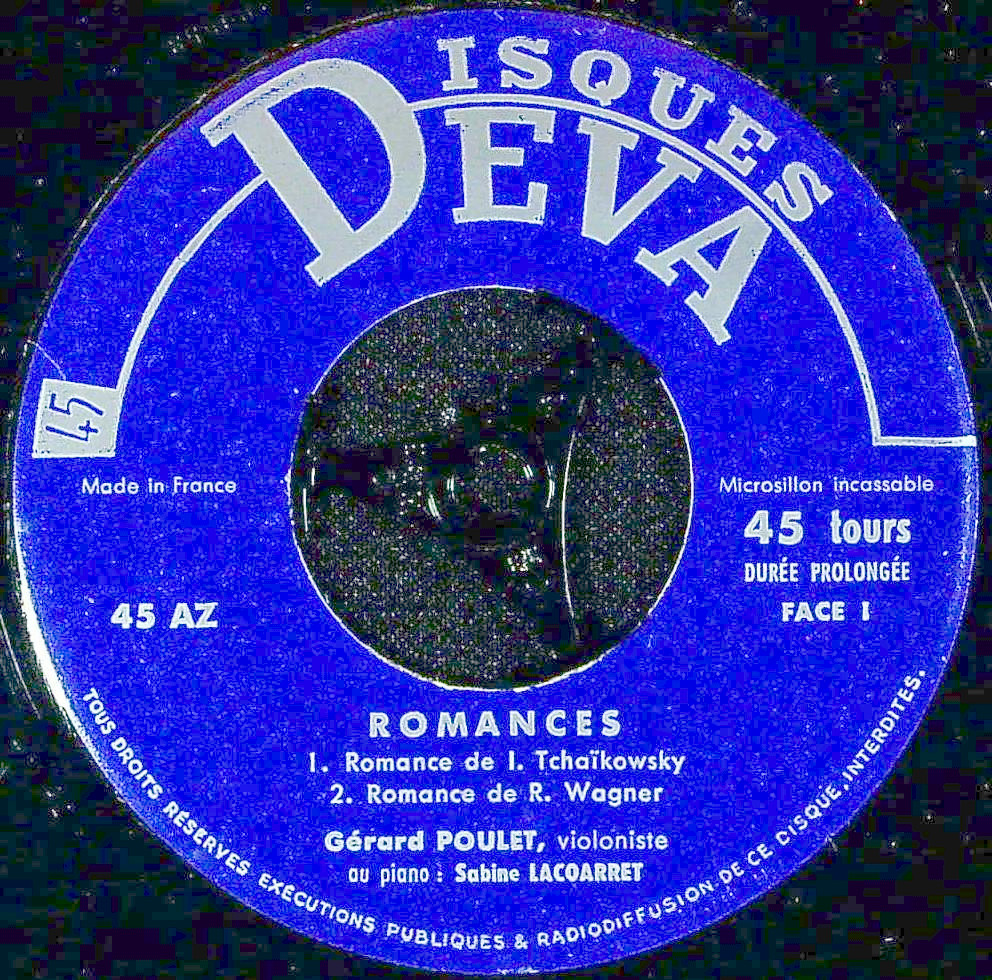 DISQUES
DEVA
45
Made in France
Microsillon incassable
45 tours
DURÉE PROLONGÉE
45 AZ
FACE I
ROMANCES
1. Romance de I. Tchaïkowsky
2. Romance de R. Wagner
Gérard POULET, violoniste
au piano : Sabine LACOARRET
TOUS DROITS RÉSERVÉS EXÉCUTIONS PUBLIQUES & RADIODIFFUSION DE CE DISQUE, INTERDITES.